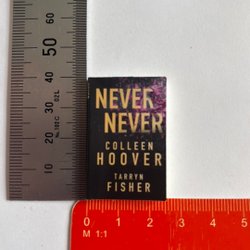 60
50
40
30
20
10
NEVER
NEVER
COLLEEN
HOOVER
TARRYN
FISHER
0 1 2 3 4 5
M 1:1